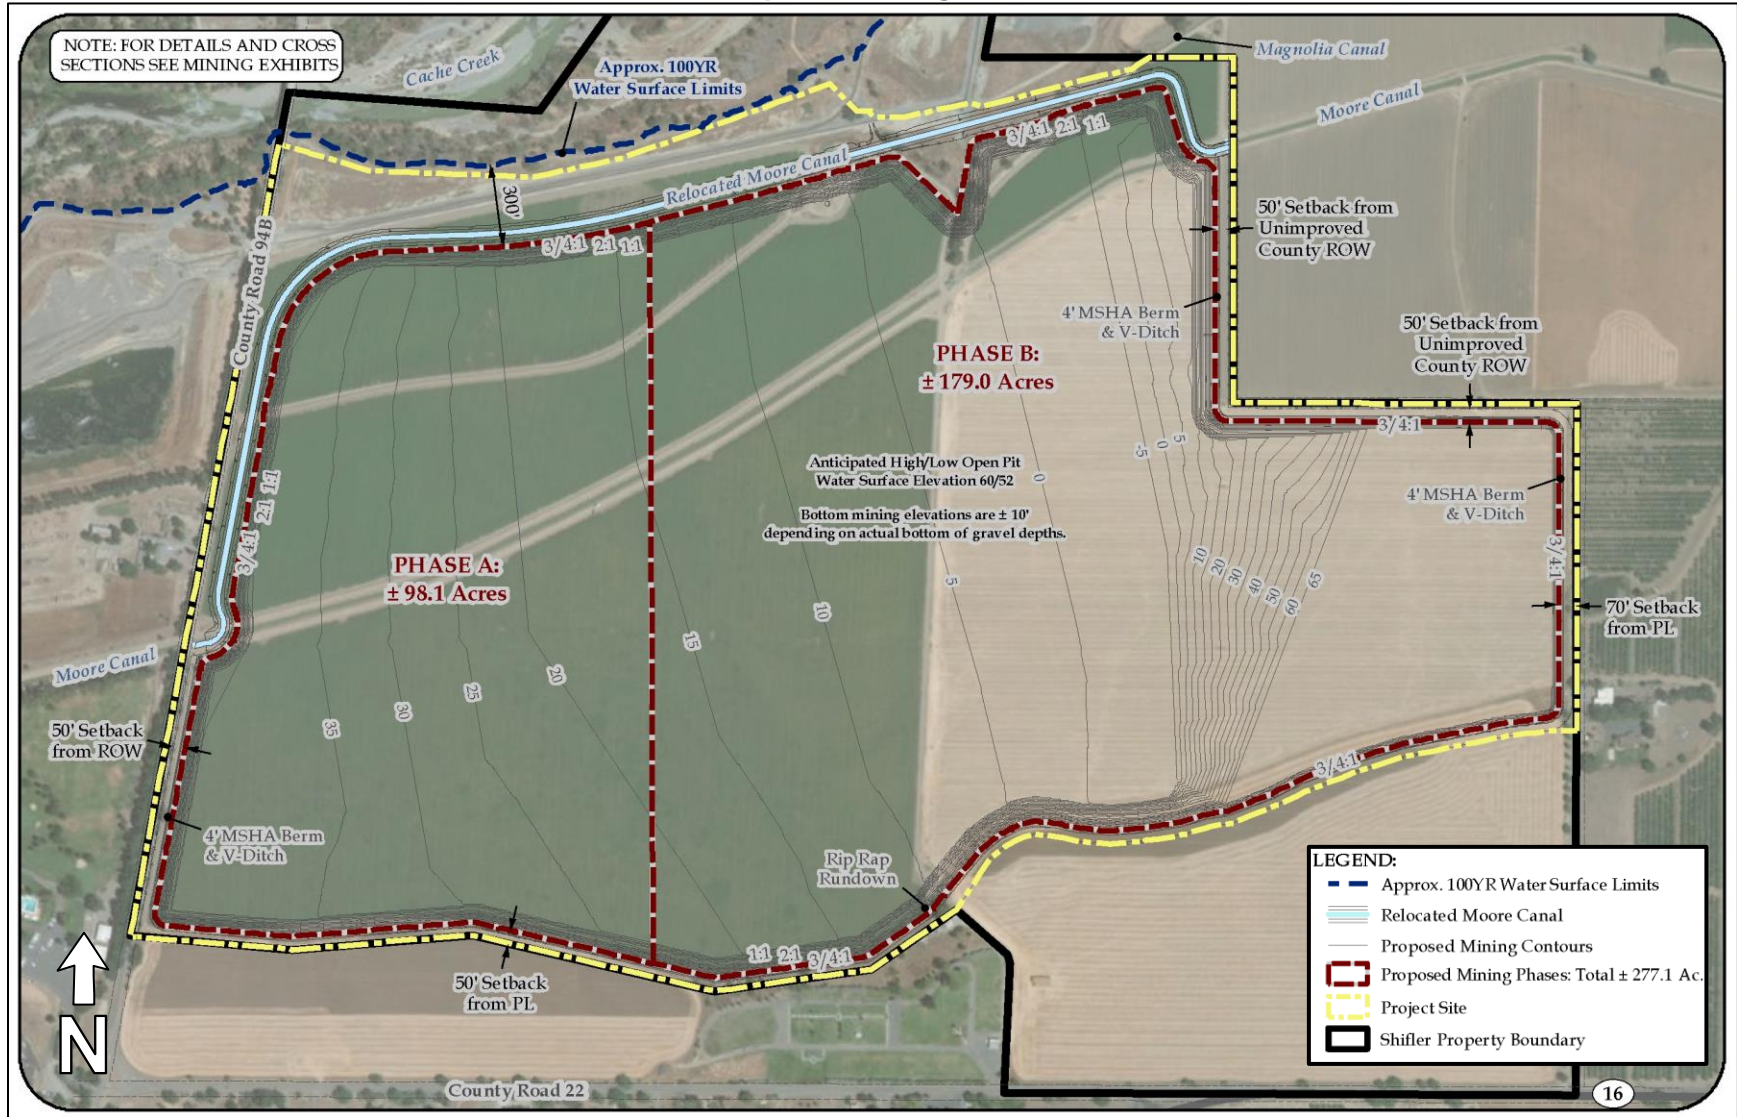 NOTE: FOR DETAILS AND CROSS
SECTIONS SEE MINING EXHIBITS
Cache Creek
Approx. 100YR
Water Surface Limits
Magnolia Canal
Moore Canal
Relocated Moore Canal
300'
3/4:1 2:1 1:1
3/4:1 2:1 1:1
County Road 94B
50' Setback from
Unimproved
County ROW
4' MSHA Berm
& V-Ditch
50' Setback from
Unimproved
County ROW
PHASE B:
± 179.0 Acres
5
0
-5
3/4:1
Anticipated High/Low Open Pit
Water Surface Elevation 60/52
Bottom mining elevations are ± 10'
depending on actual bottom of gravel depths.
0
4' MSHA Berm
& V-Ditch
3/4:1 2:1 1:1
PHASE A:
± 98.1 Acres
3/4:1
10
20
30
40
50
60
65
5
10
15
20
25
30
35
70' Setback
from PL
Moore Canal
50' Setback
from ROW
3/4:1
4' MSHA Berm
& V-Ditch
Rip Rap
Rundown
1:1 2:1 3/4:1
50' Setback
from PL
N
County Road 22
LEGEND:
Approx. 100YR Water Surface Limits
Relocated Moore Canal
Proposed Mining Contours
Proposed Mining Phases: Total ± 277.1 Ac.
Project Site
Shifler Property Boundary
16